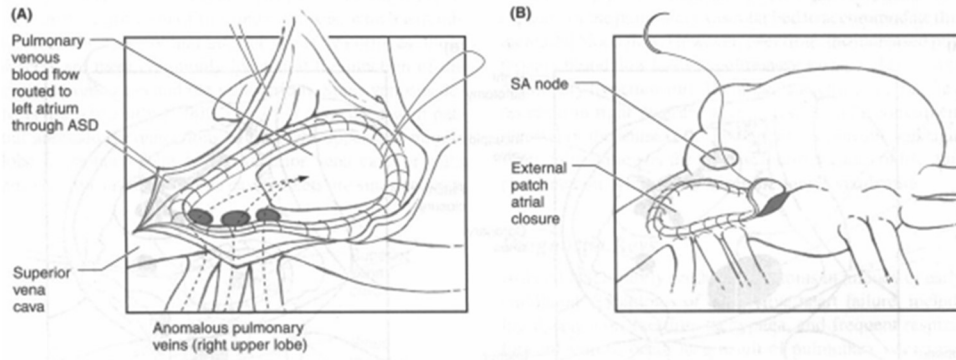 (A)
Pulmonary
venous
blood flow
routed to
left atrium
through ASD
Superior
vena
cava
Anomalous pulmonary
veins (right upper lobe)
(B)
SA node
External
patch
atrial
closure